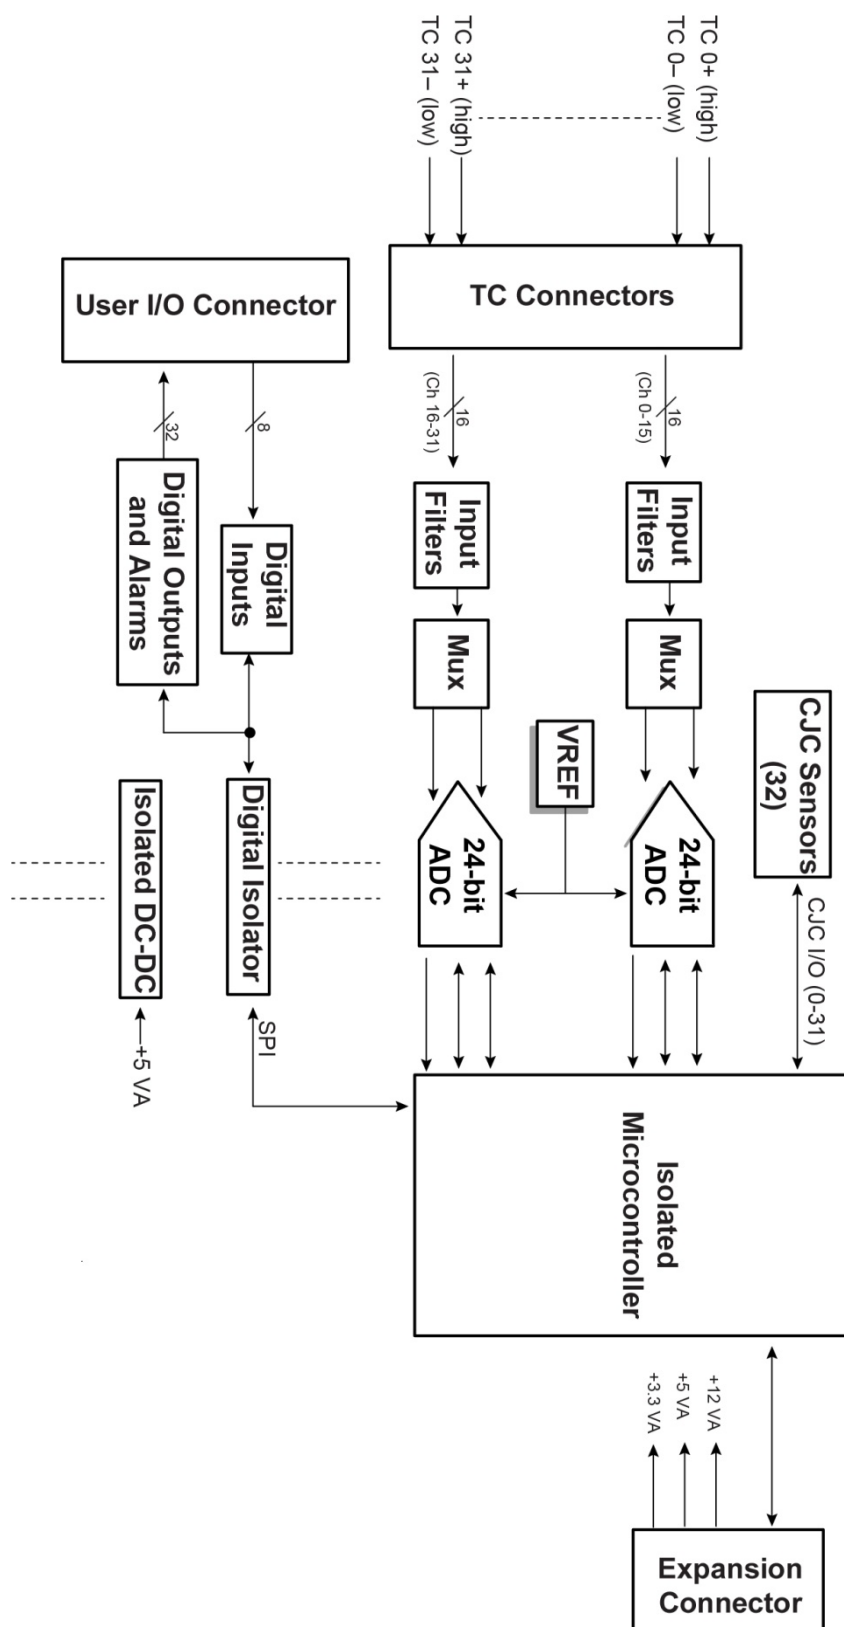 TC 31– (low)
TC 31+ (high)
TC 0– (low)
TC 0+ (high)
User I/O Connector
TC Connectors
32
8
16
(Ch 16-31)
16
(Ch 0-15)
Digital Outputs
and Alarms
Digital
Inputs
Input
Filters
Input
Filters
Mux
Mux
CJC Sensors
(32)
VREF
Isolated DC-DC
Digital Isolator
24-bit
ADC
24-bit
ADC
CJC I/O (0-31)
+5 VA
SPI
Isolated
Microcontroller
+3.3 VA
+5 VA
+12 VA
Expansion
Connector